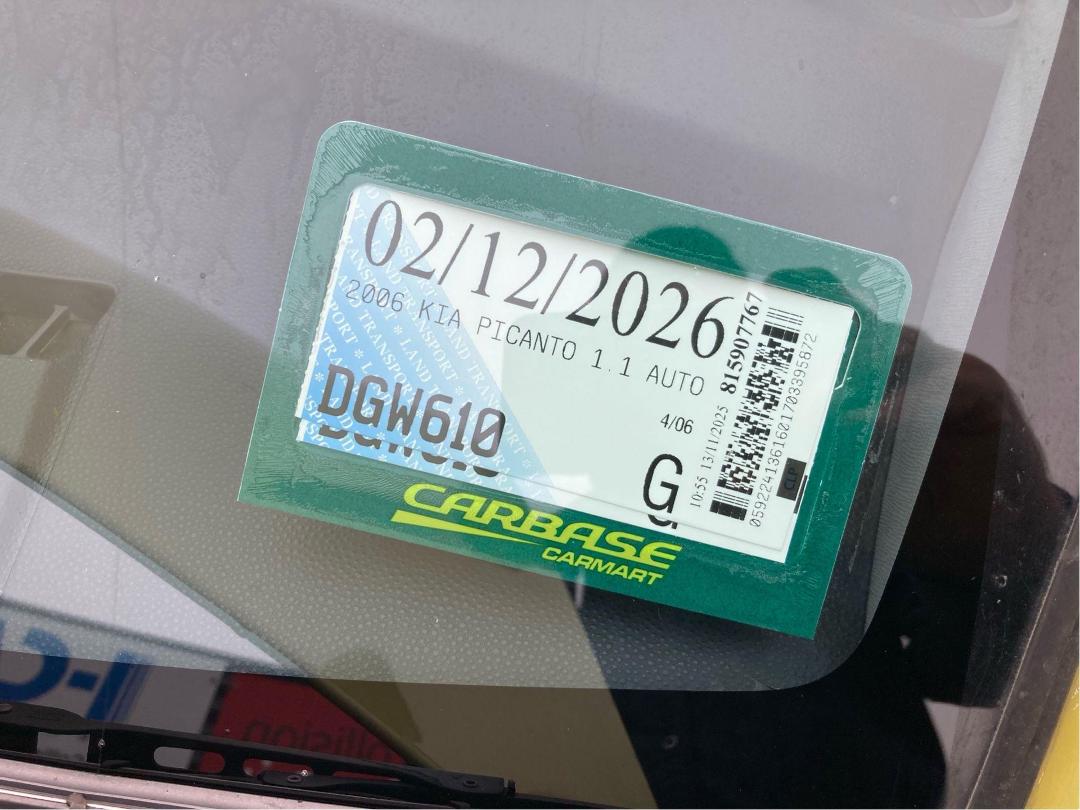 02/12/2026
2006 KIA PICANTO 1.1 AUTO
DGW610
4/06
G
10:55 13/11/2025
815907767
CLP
CARBASE
CARMART